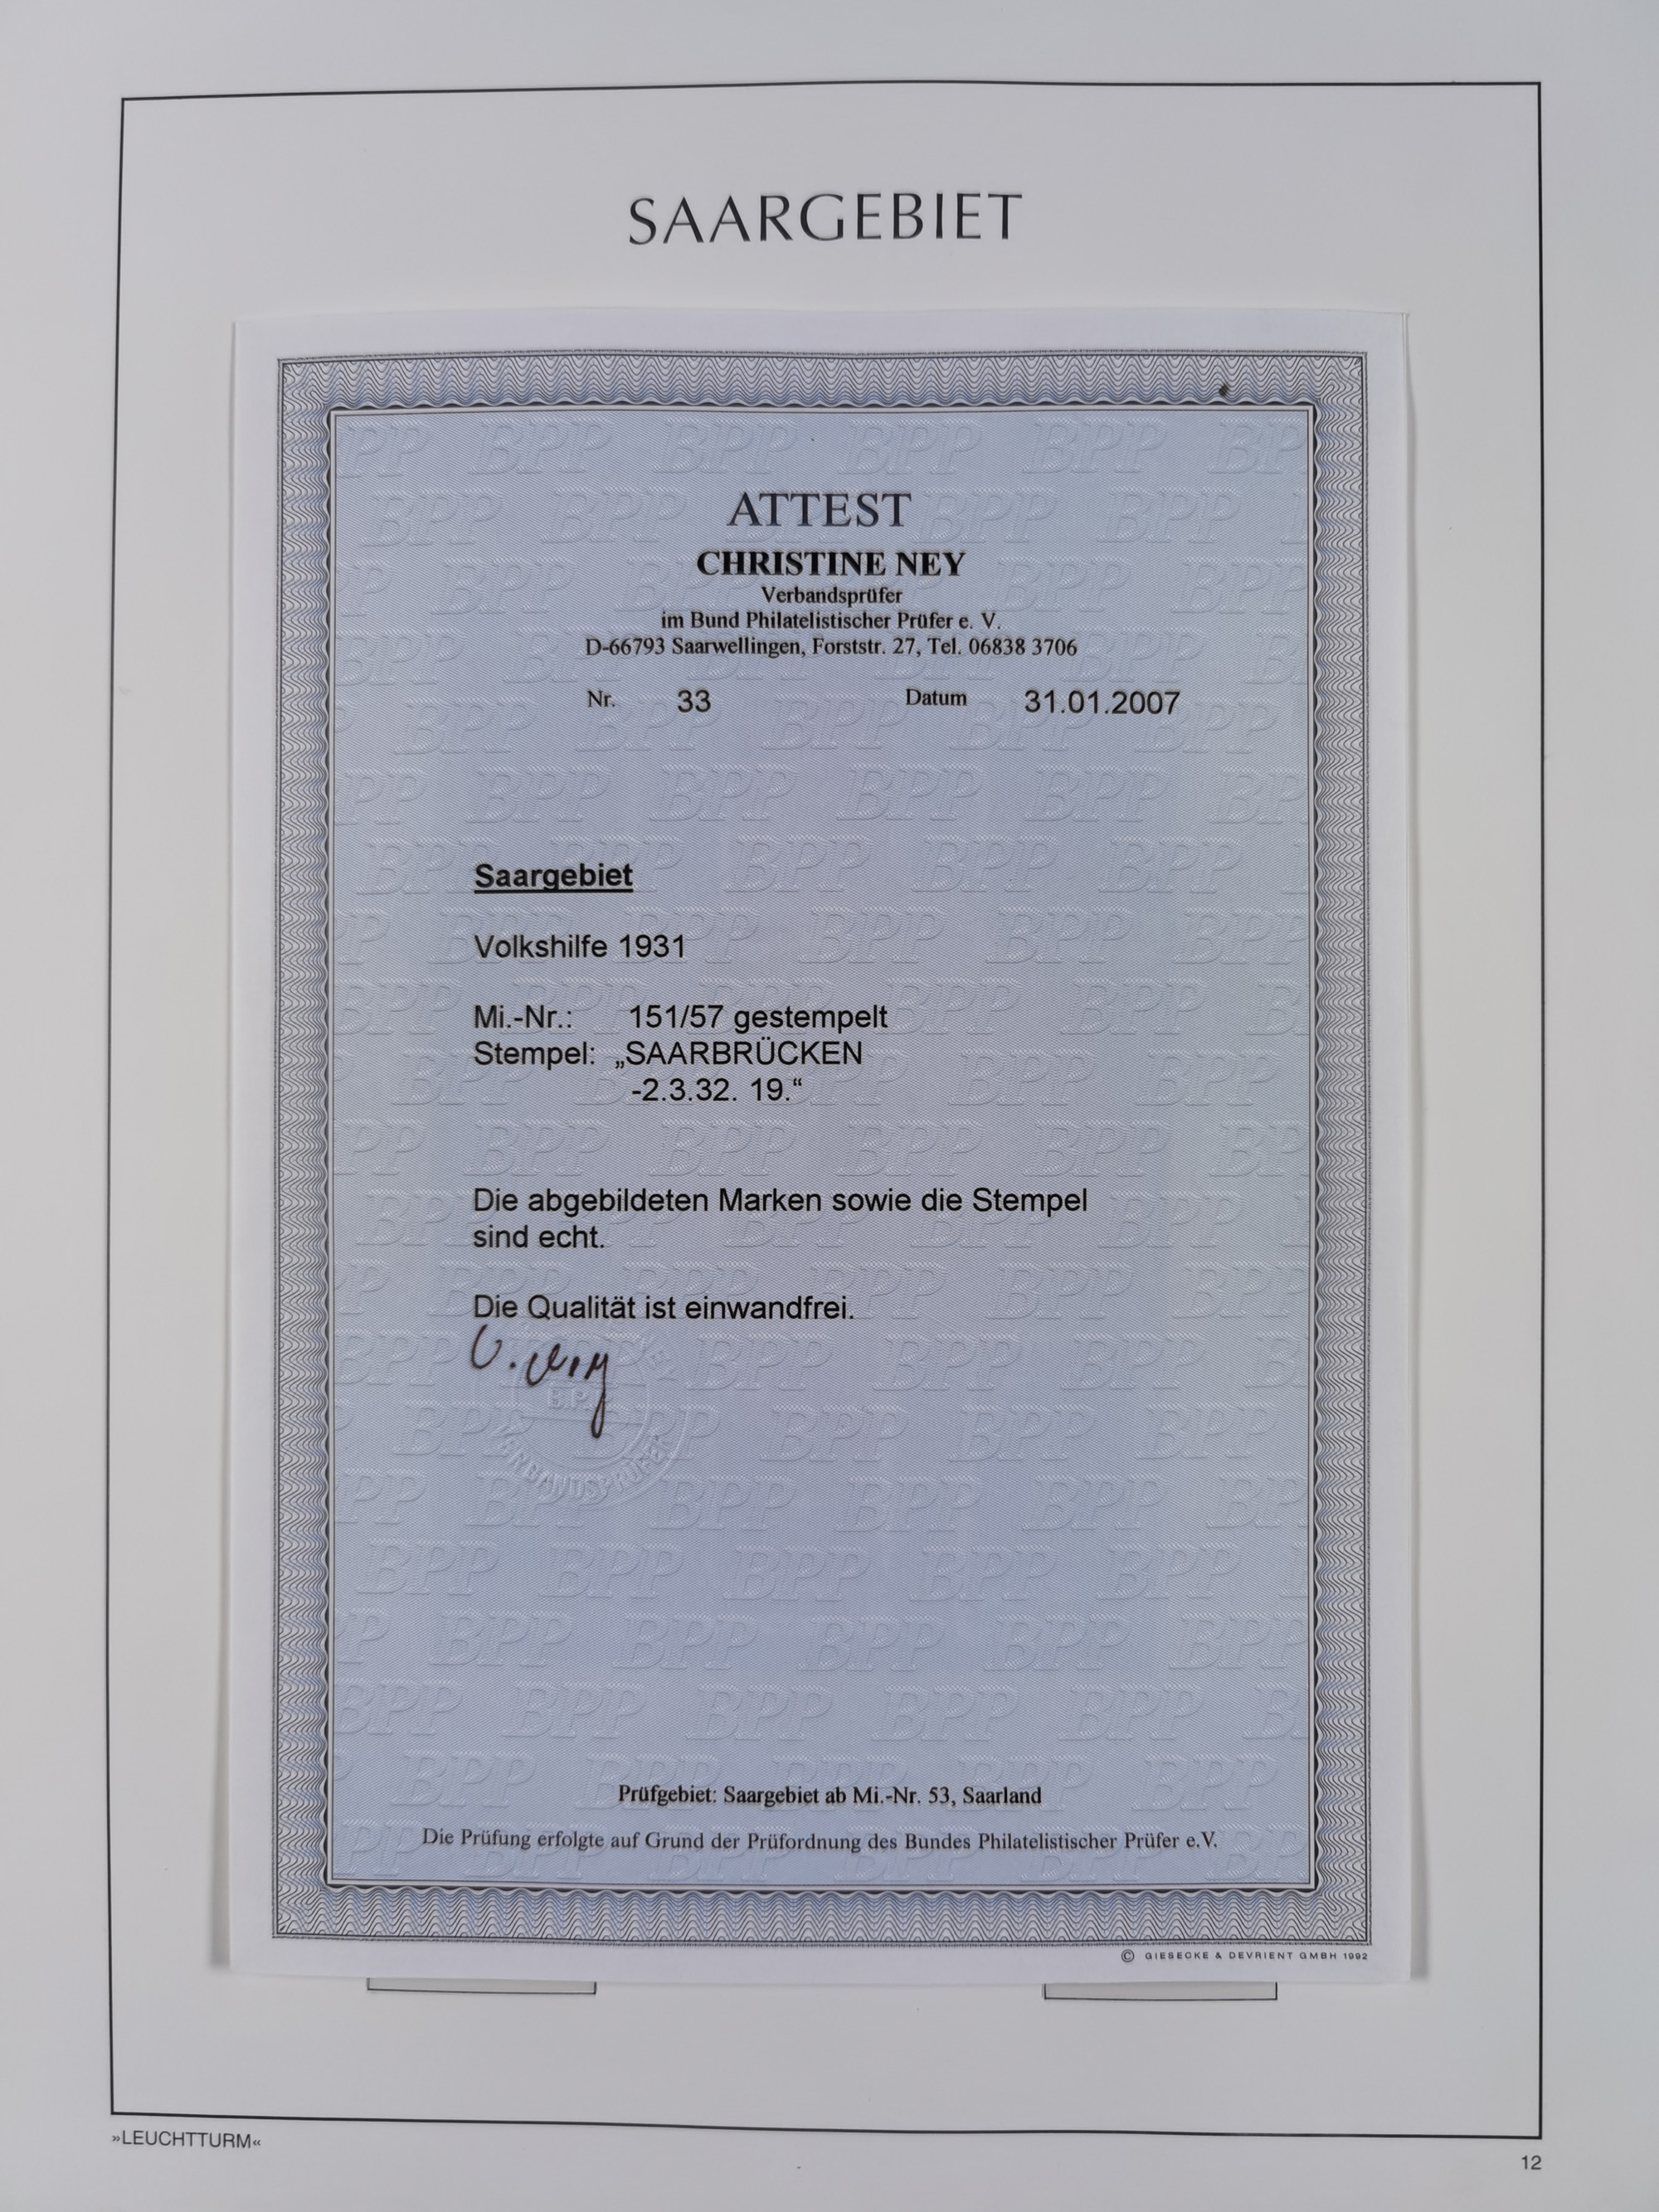 SAARGEBIET
ATTEST
CHRISTINE NEY
Verbandsprüfer
im Bund Philatelistischer Prüfer e. V.
D-66793 Saarwellingen, Forststr. 27, Tel. 06838 3706
Nr. 33 Datum 31.01.2007
Saargebiet
Volkshilfe 1931
Mi.-Nr.: 151/57 gestempelt
Stempel: „SAARBRÜCKEN
-2.3.32. 19.“
Die abgebildeten Marken sowie die Stempel
sind echt.
Die Qualität ist einwandfrei.
C. Ney
B.P.P.
VERBANDSPRÜFER
Prüfgebiet: Saargebiet ab Mi.-Nr. 53, Saarland
Die Prüfung erfolgte auf Grund der Prüfordnung des Bundes Philatelistischer Prüfer e.V.
© GIESECKE & DEVRIENT GMBH 1992
»LEUCHTTURM«
12